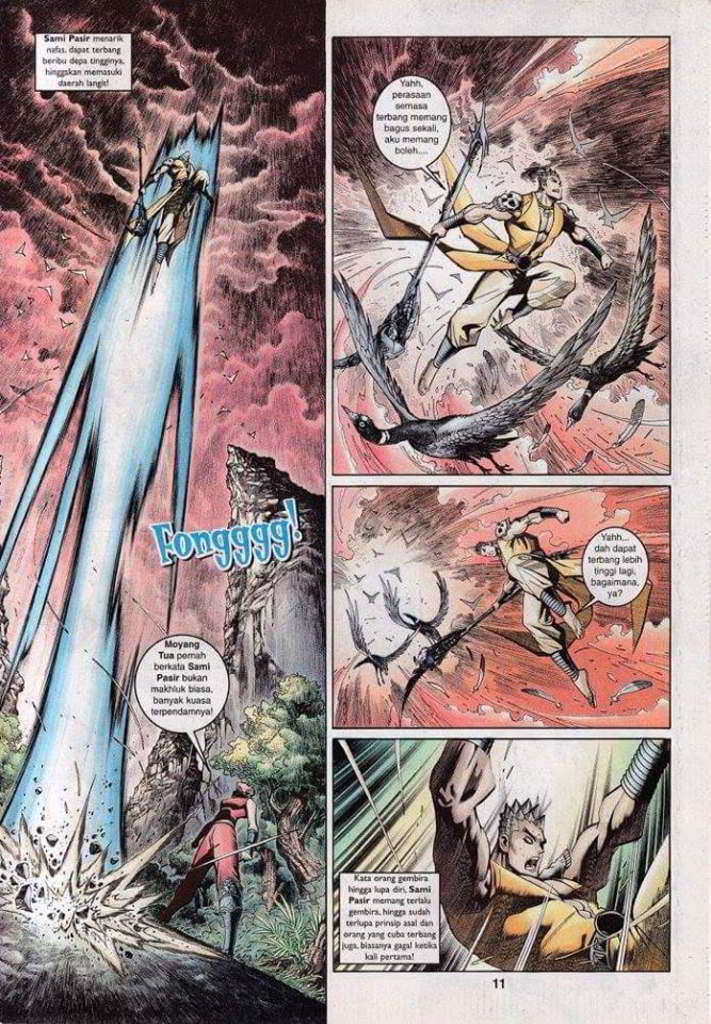 Sami Pasir menarik
nafas, dapat terbang
beribu depa tingginya,
hinggakan memasuki
daerah langit!
Fongggg!
Moyang
Tua pernah
berkata Sami
Pasir bukan
makhluk biasa,
banyak kuasa
terpendamnya!
Yahh,
perasaan
semasa
terbang memang
bagus sekali,
aku memang
boleh....
Yahh...
dah dapat
terbang lebih
tinggi lagi,
bagaimana,
ya?
Kata orang gembira
hingga lupa diri, Sami
Pasir memang terlalu
gembira, hingga sudah
terlupa prinsip asal dan
orang yang cuba terbang
juga, biasanya gagal ketika
kali pertama!
11